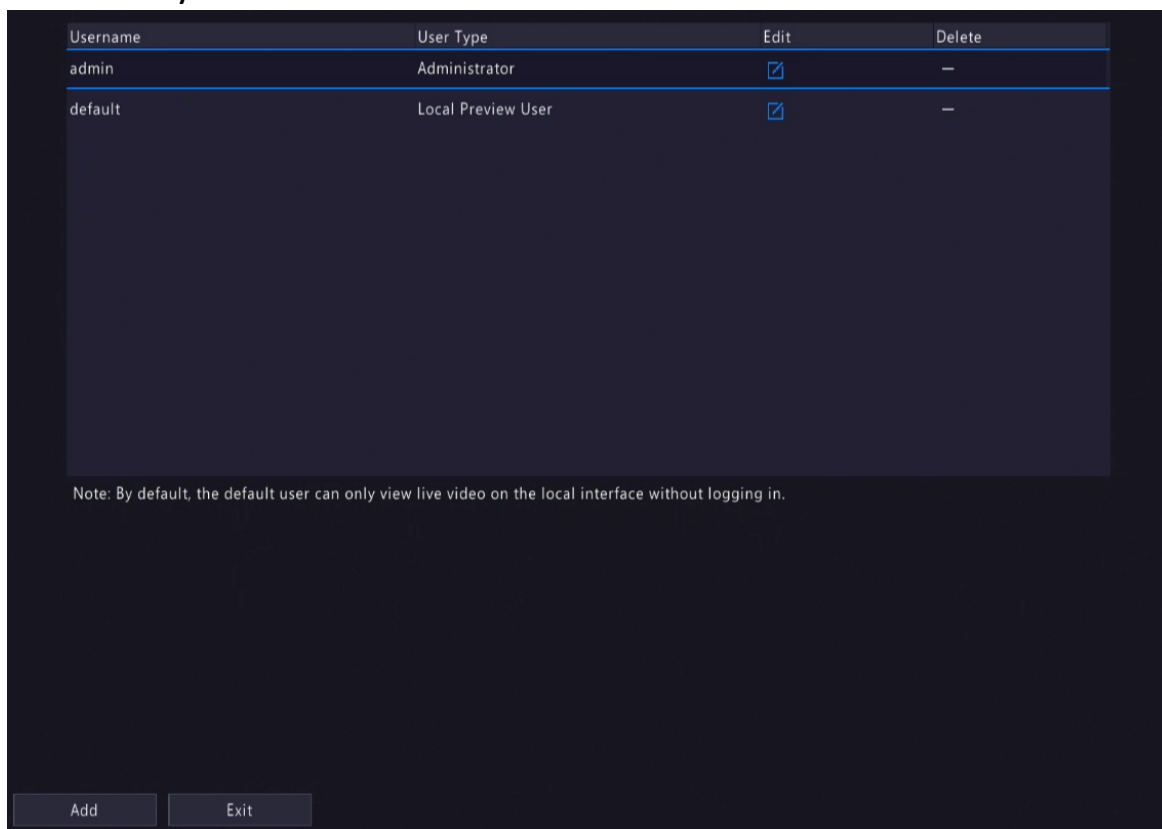 Username User Type Edit Delete
admin Administrator —
default Local Preview User —
Note: By default, the default user can only view live video on the local interface without logging in.
Add Exit